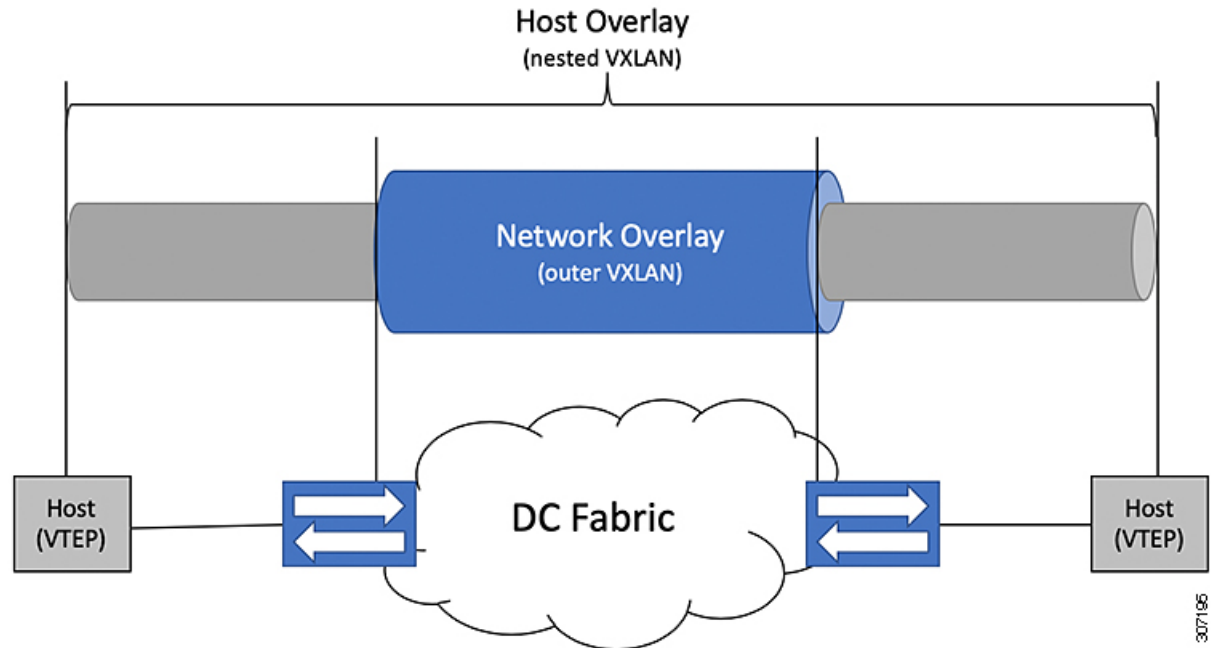 Host Overlay
(nested VXLAN)
Network Overlay
(outer VXLAN)
DC Fabric
Host
(VTEP)
Host
(VTEP)
307195